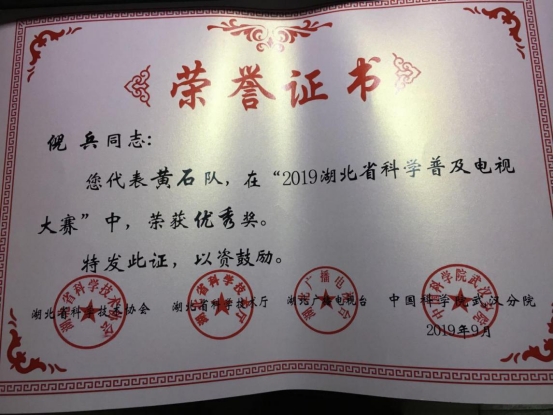 荣誉证书
倪兵同志:
您代表黄石队，在“2019湖北省科学普及电视
大赛”中，荣获优秀奖。
特发此证，以资鼓励。
湖北省科学技术协会 湖北省科学技术厅 湖北广播电视台 中国科学院武汉分院
2019年9月